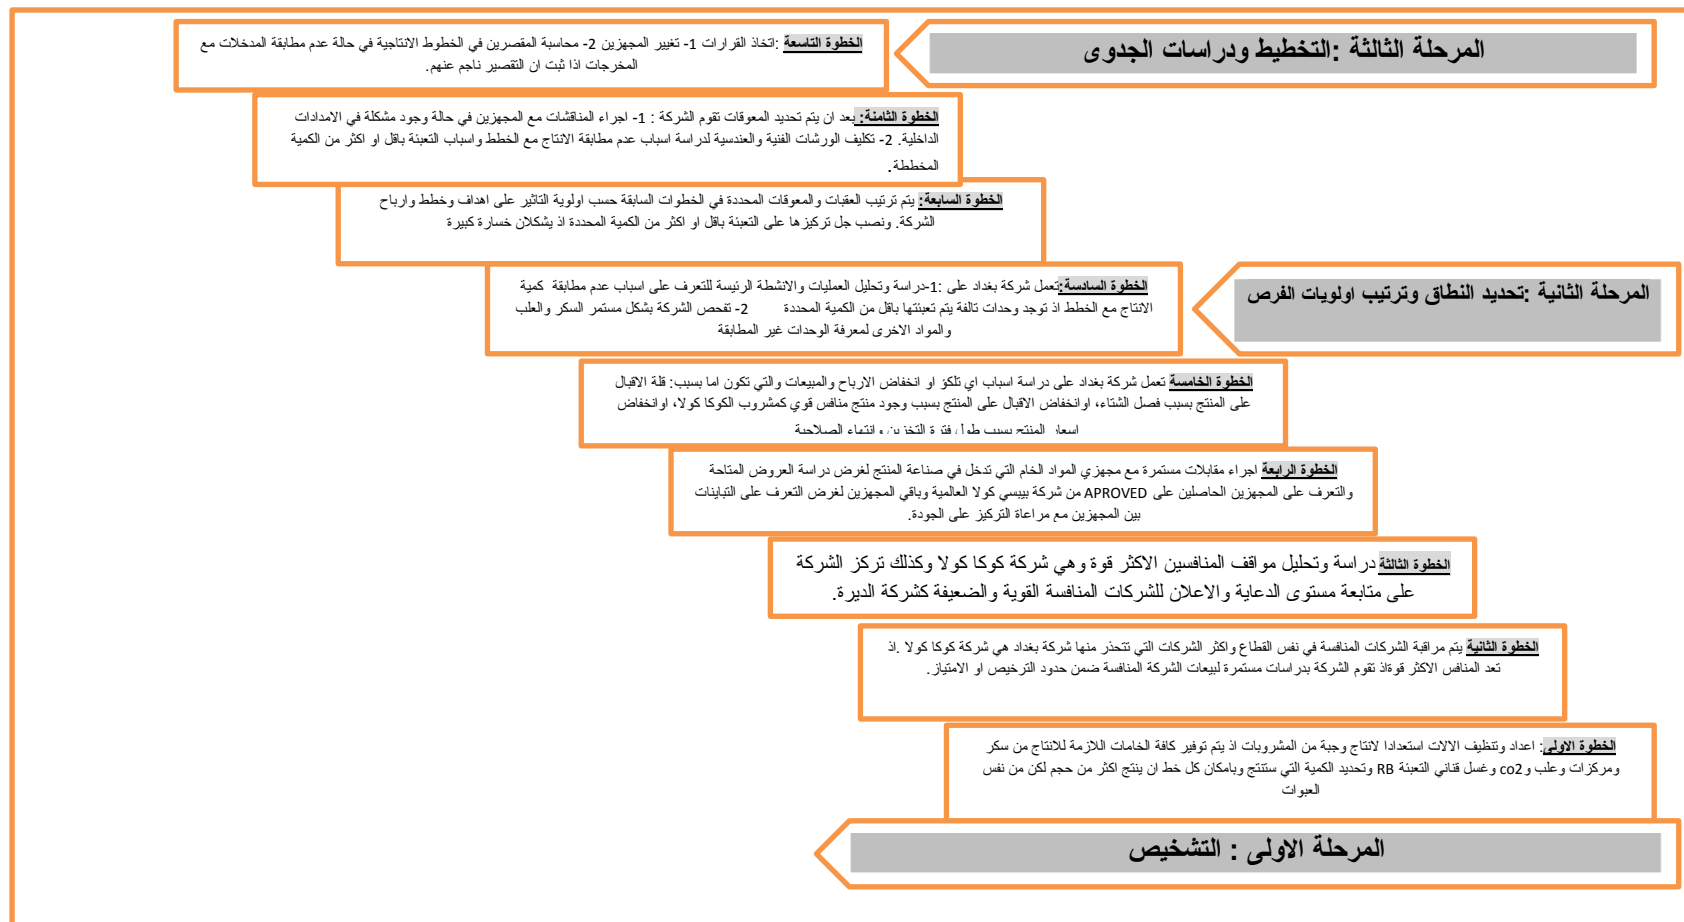 المرحلة الثالثة :التخطيط ودراسات الجدوى
الخطوة التاسعة :اتخاذ القرارات 1- تغيير المجهزين 2- محاسبة المقصرين في الخطوط الانتاجية في حالة عدم مطابقة المدخلات مع
المخرجات اذا ثبت ان التقصير ناجم عنهم.
الخطوة الثامنة: بعد ان يتم تحديد المعوقات تقوم الشركة : 1- اجراء المناقشات مع المجهزين في حالة وجود مشكلة في الامدادات
الداخلية. 2- تكليف الورشات الفنية والعندسية لدراسة اسباب عدم مطابقة الانتاج مع الخطط واسباب التعبئة باقل او اكثر من الكمية
المخططة.
الخطوة السابعة: يتم ترتيب العقبات والمعوقات المحددة في الخطوات السابقة حسب اولوية التاثير على اهداف وخطط وارباح
الشركة. ونصب جل تركيزها على التعبئة باقل او اكثر من الكمية المحددة اذ يشكلان خسارة كبيرة
المرحلة الثانية :تحديد النطاق وترتيب اولويات الفرص
الخطوة السادسة:تعمل شركة بغداد على :1-دراسة وتحليل العمليات والانشطة الرئيسة للتعرف على اسباب عدم مطابقة كمية
الانتاج مع الخطط اذ توجد وحدات تالفة يتم تعبئتها باقل من الكمية المحددة 2- تفحص الشركة بشكل مستمر السكر والعلب
والمواد الاخرى لمعرفة الوحدات غير المطابقة
الخطوة الخامسة تعمل شركة بغداد على دراسة اسباب اي تلكؤ او انخفاض الارباح والمبيعات والتي تكون اما بسبب: قلة الاقبال
على المنتج بسبب فصل الشتاء، اوانخفاض الاقبال على المنتج بسبب وجود منتج منافس قوي كمشروب الكوكا كولا، اوانخفاض
اسعار المنتج بسبب طول فترة التخزين وانتهاء الصلاحية
الخطوة الرابعة اجراء مقابلات مستمرة مع مجهزي المواد الخام التي تدخل في صناعة المنتج لغرض دراسة العروض المتاحة
والتعرف على المجهزين الحاصلين على APROVED من شركة بيبسي كولا العالمية وباقي المجهزين لغرض التعرف على التباينات
بين المجهزين مع مراعاة التركيز على الجودة.
الخطوة الثالثة دراسة وتحليل مواقف المنافسين الاكثر قوة وهي شركة كوكا كولا وكذلك تركز الشركة
على متابعة مستوى الدعاية والاعلان للشركات المنافسة القوية والضعيفة كشركة الديرة.
الخطوة الثانية يتم مراقبة الشركات المنافسة في نفس القطاع واكثر الشركات التي تتحذر منها شركة بغداد هي شركة كوكا كولا .اذ
تعد المنافس الاكثر قوةاذ تقوم الشركة بدراسات مستمرة لبيعات الشركة المنافسة ضمن حدود الترخيص او الامتياز.
الخطوة الاولى: اعداد وتنظيف الالات استعدادا لانتاج وجبة من المشروبات اذ يتم توفير كافة الخامات اللازمة للانتاج من سكر
ومركزات وعلب وco2 وغسل قناني التعبئة RB وتحديد الكمية التي ستنتج وبامكان كل خط ان ينتج اكثر من حجم لكن من نفس
العبوات
المرحلة الاولى : التشخيص